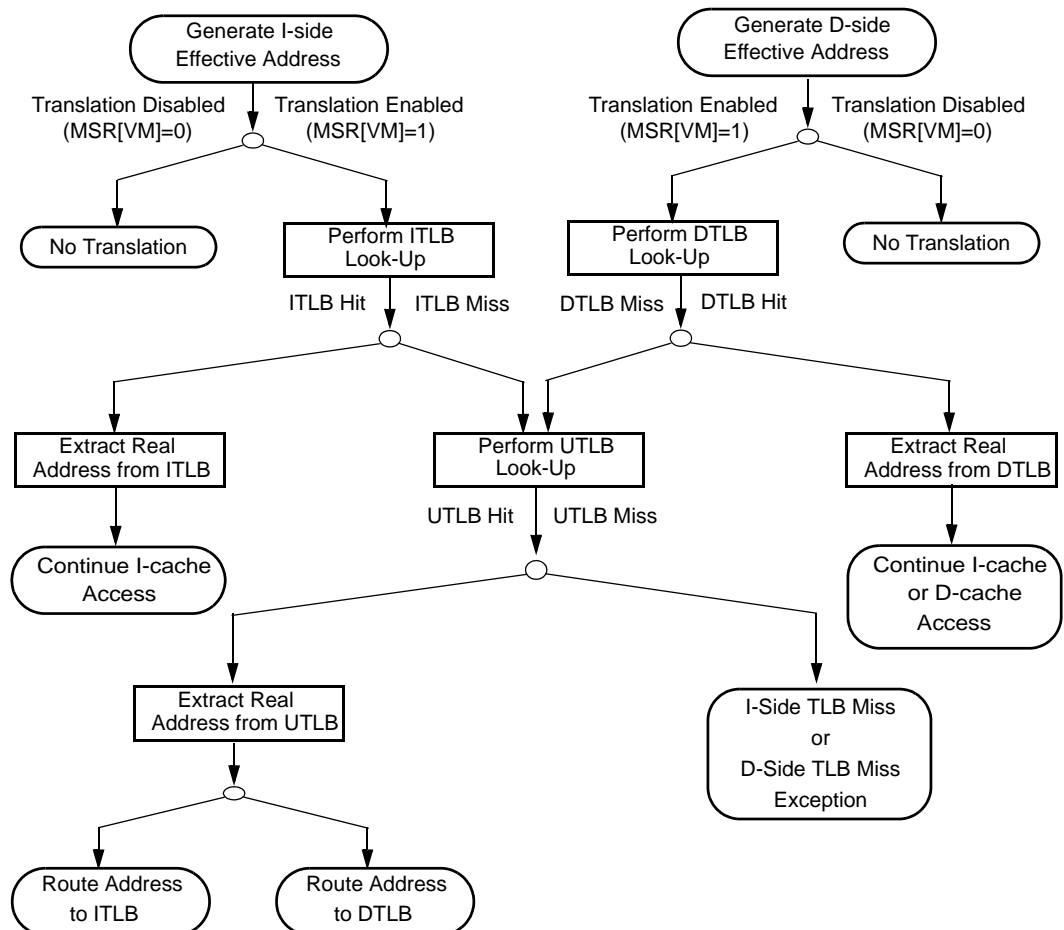 Generate I-side
Effective Address
Generate D-side
Effective Address
Translation Disabled
(MSR[VM]=0)
Translation Enabled
(MSR[VM]=1)
Translation Enabled
(MSR[VM]=1)
Translation Disabled
(MSR[VM]=0)
No Translation
Perform ITLB
Look-Up
Perform DTLB
Look-Up
No Translation
ITLB Hit
ITLB Miss
DTLB Miss
DTLB Hit
Extract Real
Address from ITLB
Perform UTLB
Look-Up
Extract Real
Address from DTLB
UTLB Hit
UTLB Miss
Continue I-cache
Access
Continue I-cache
or D-cache
Access
Extract Real
Address from UTLB
I-Side TLB Miss
or
D-Side TLB Miss
Exception
Route Address
to ITLB
Route Address
to DTLB